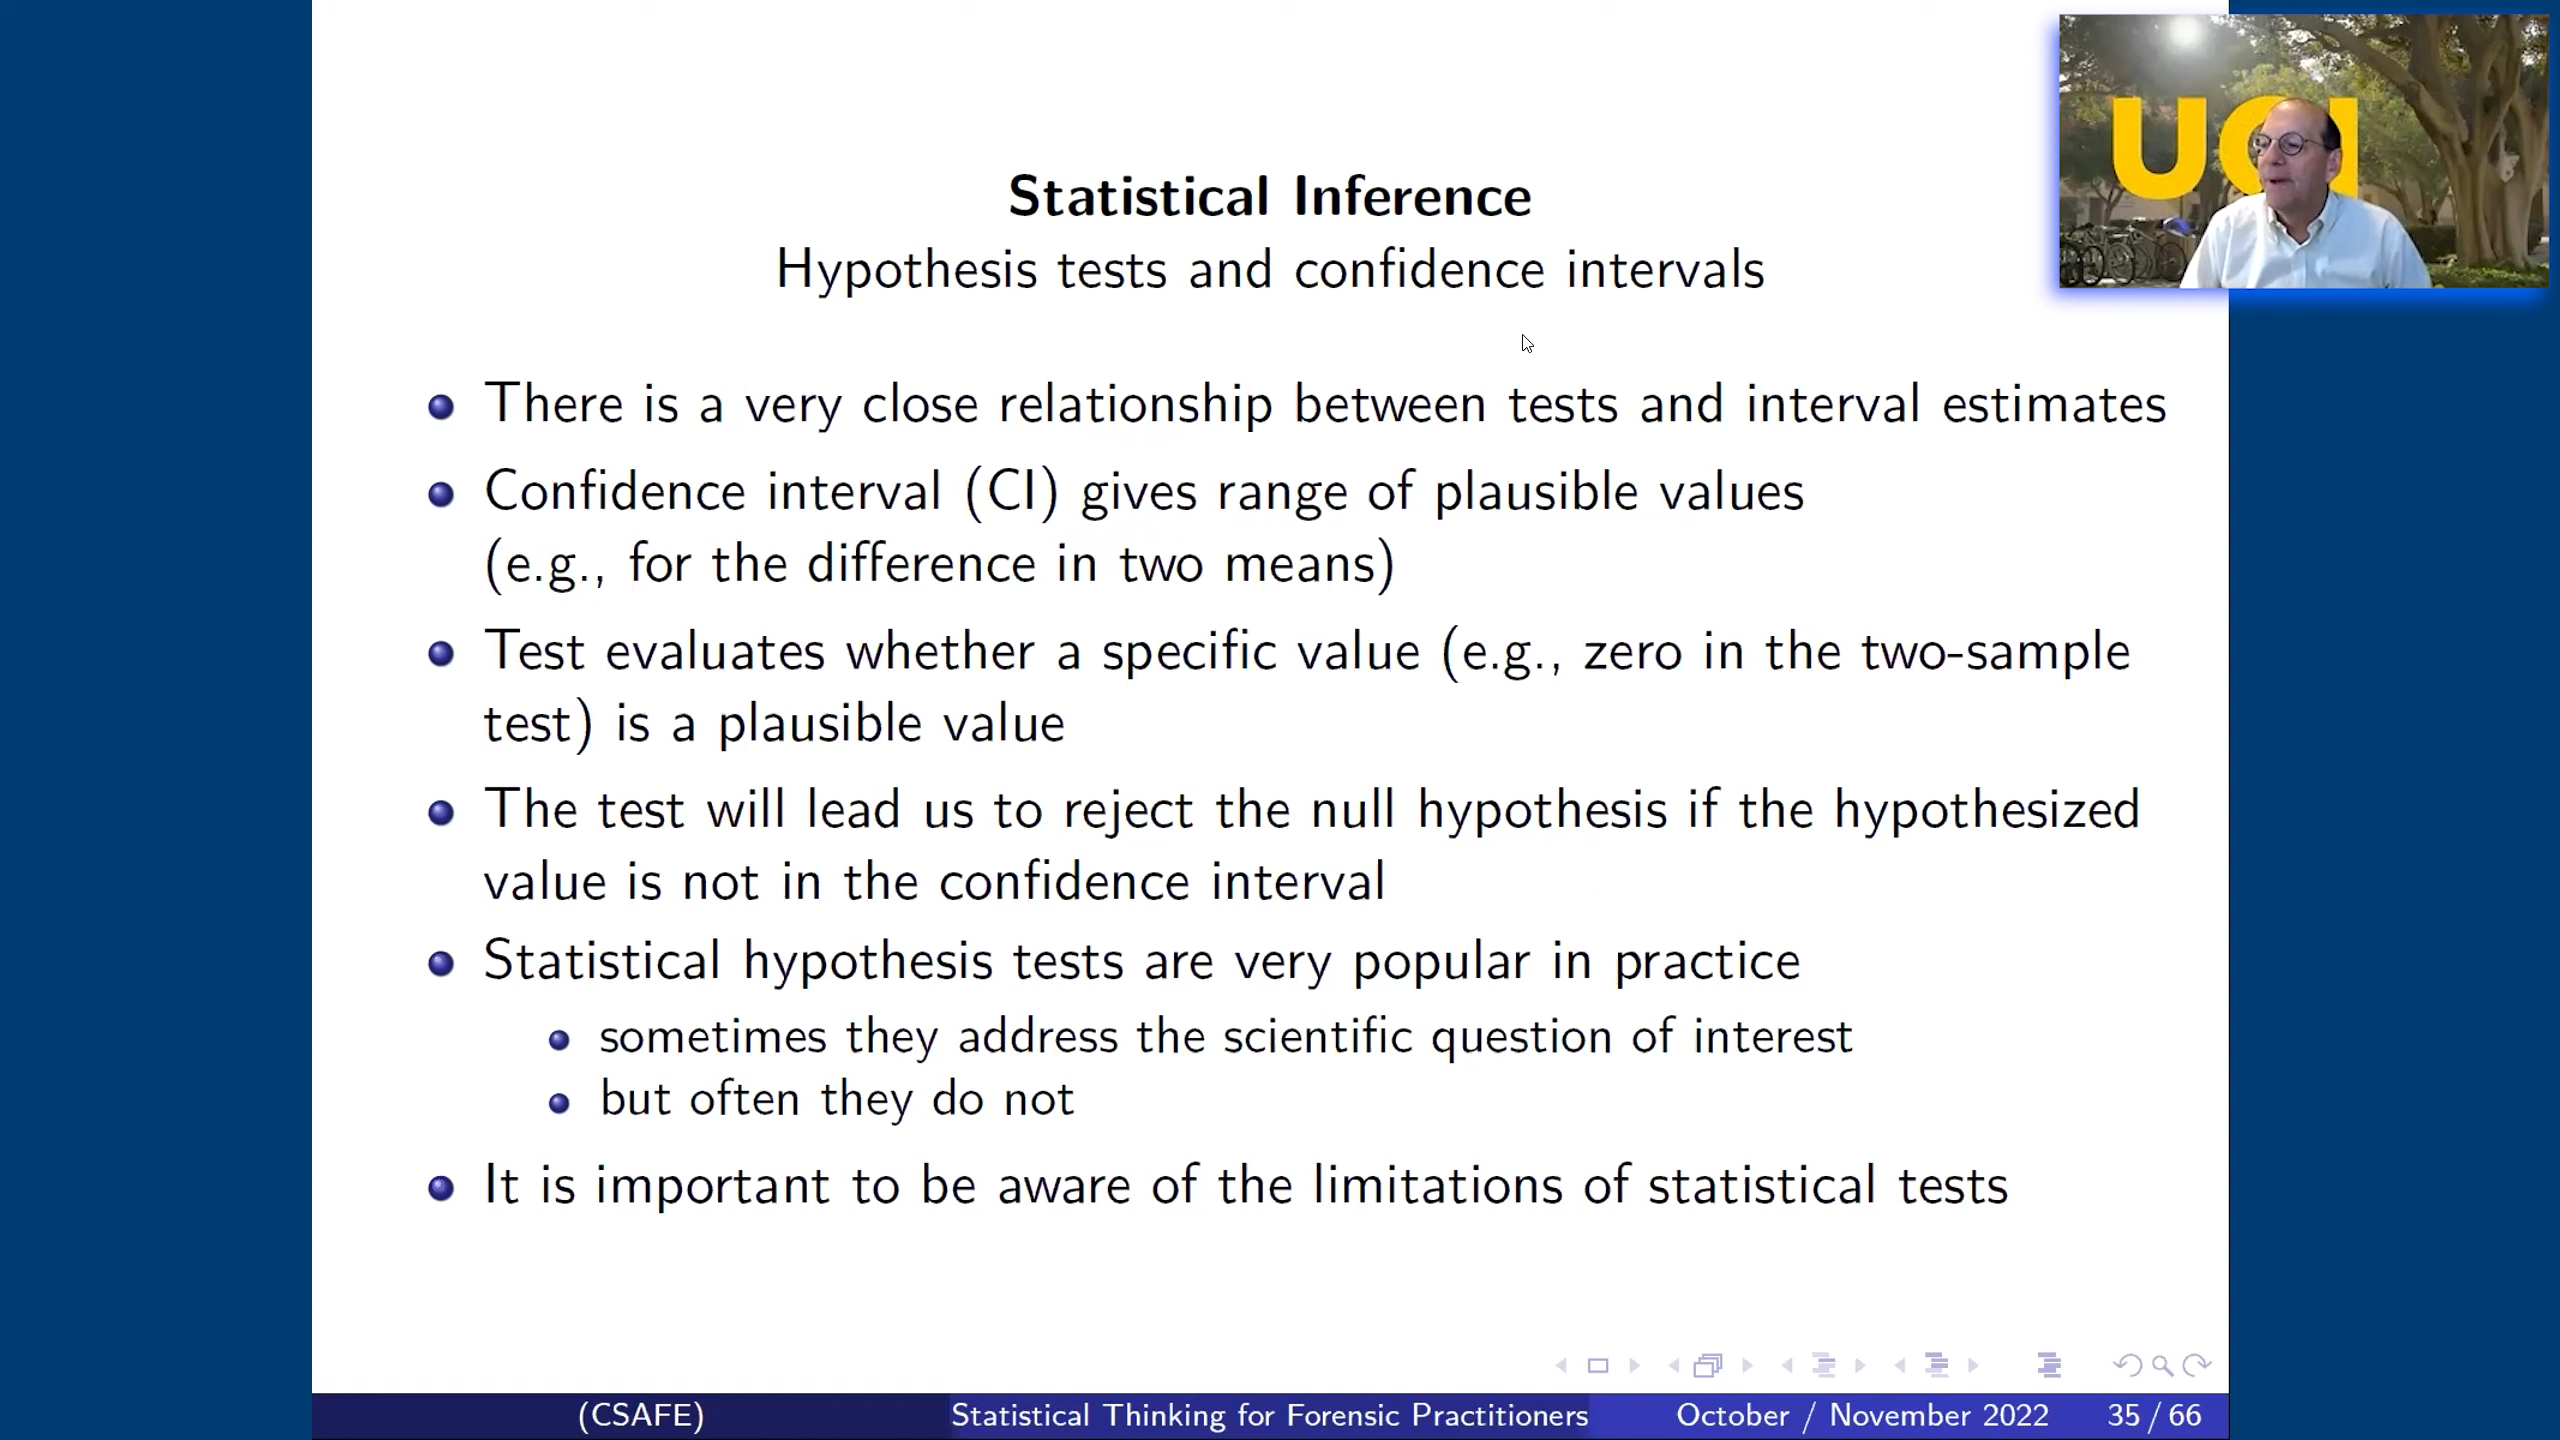 UCI
Statistical Inference
Hypothesis tests and confidence intervals
There is a very close relationship between tests and interval estimates
Confidence interval (CI) gives range of plausible values
(e.g., for the difference in two means)
Test evaluates whether a specific value (e.g., zero in the two-sample
test) is a plausible value
The test will lead us to reject the null hypothesis if the hypothesized
value is not in the confidence interval
Statistical hypothesis tests are very popular in practice
sometimes they address the scientific question of interest
but often they do not
It is important to be aware of the limitations of statistical tests
(CSAFE) Statistical Thinking for Forensic Practitioners October / November 2022 35 / 66